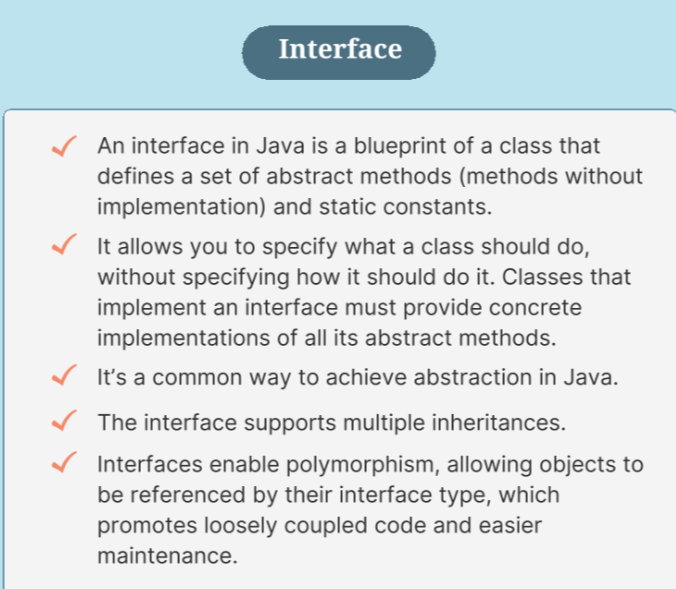 Interface
An interface in Java is a blueprint of a class that
defines a set of abstract methods (methods without
implementation) and static constants.
It allows you to specify what a class should do,
without specifying how it should do it. Classes that
implement an interface must provide concrete
implementations of all its abstract methods.
It’s a common way to achieve abstraction in Java.
The interface supports multiple inheritances.
Interfaces enable polymorphism, allowing objects to
be referenced by their interface type, which
promotes loosely coupled code and easier
maintenance.